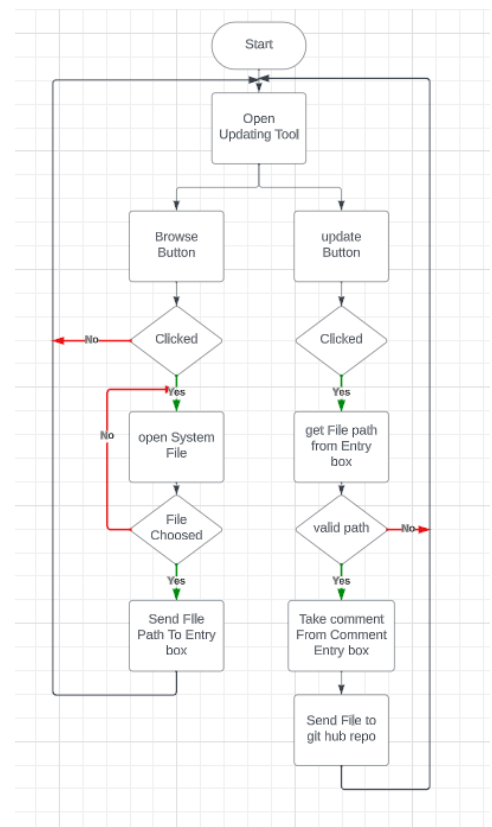 Start
Open
Updating Tool
Browse
Button
update
Button
Clicked
No
Clicked
Yes
Yes
No
open System
File
get File path
from Entry
box
File
Choosed
valid path
No
Yes
Yes
Send FIle
Path To Entry
box
Take comment
From Comment
Entry box
Send File to
git hub repo